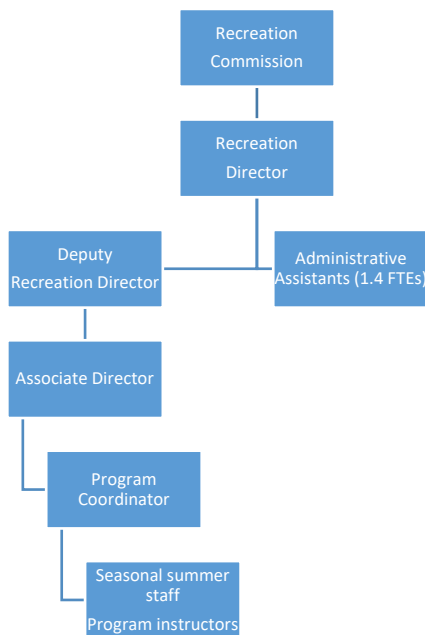 Recreation
Commission
Recreation
Director
Deputy
Recreation Director
Administrative
Assistants (1.4 FTEs)
Associate Director
Program
Coordinator
Seasonal summer
staff
Program instructors